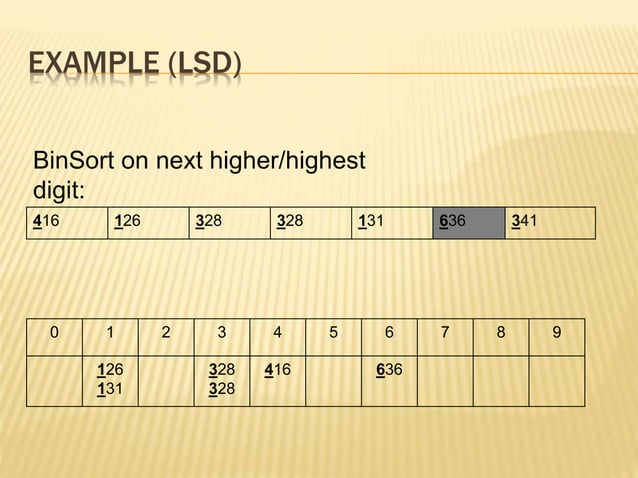 EXAMPLE (LSD)
BinSort on next higher/highest
digit:
416 126 328 328 131 636 341
0 1 2 3 4 5 6 7 8 9
126 328 416 636
131 328